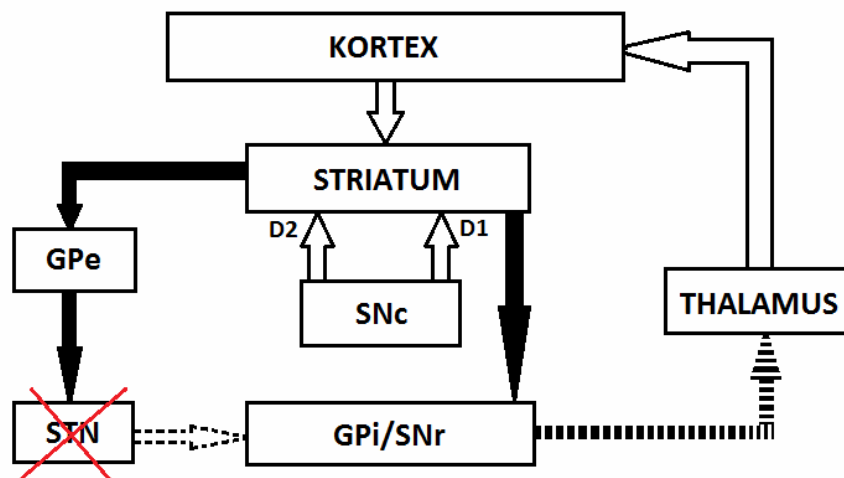 KORTEX
STRIATUM
D2
D1
GPe
SNc
THALAMUS
STN
GPi/SNr